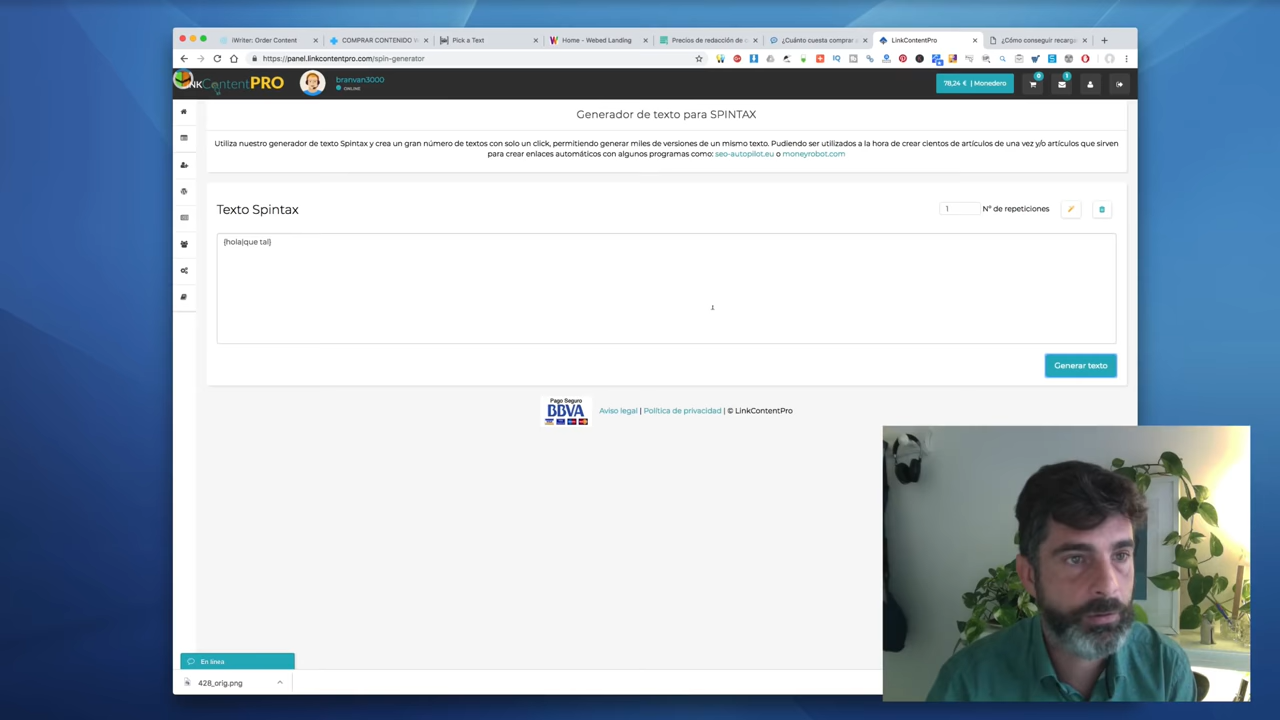 iWriter: Order Content
COMPRAR CONTENIDO W
Pick a Text
Home - Webed Landing
Precios de redacción de c
¿Cuánto cuesta comprar
LinkContentPro
¿Cómo conseguir recarg
https://panel.linkcontentpro.com/spin-generator
ContentPRO
branvan3000
ONLINE
78,24 € | Monedero
0
1
Generador de texto para SPINTAX
Utiliza nuestro generador de texto Spintax y crea un gran número de textos con solo un click, permitiendo generar miles de versiones de un mismo texto. Pudiendo ser utilizados a la hora de crear cientos de artículos de una vez y/o artículos que sirven
para crear enlaces automáticos con algunos programas como: seo-autopilot.eu o moneyrobot.com
Texto Spintax
1
Nº de repeticiones
{hola|que tal}
Generar texto
Pago Seguro
BBVA
Aviso legal | Política de privacidad | © LinkContentPro
En línea
428_orig.png